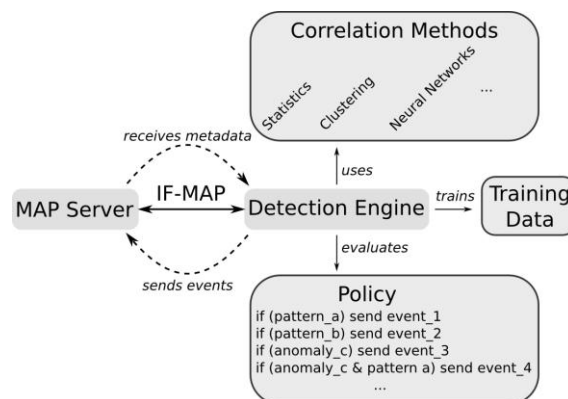 Correlation Methods
Statistics
Clustering
Neural Networks
...
receives metadata
uses
MAP Server
IF-MAP
Detection Engine
trains
Training
Data
sends events
evaluates
Policy
if (pattern_a) send event_1
if (pattern_b) send event_2
if (anomaly_c) send event_3
if (anomaly_c & pattern a) send event_4
...